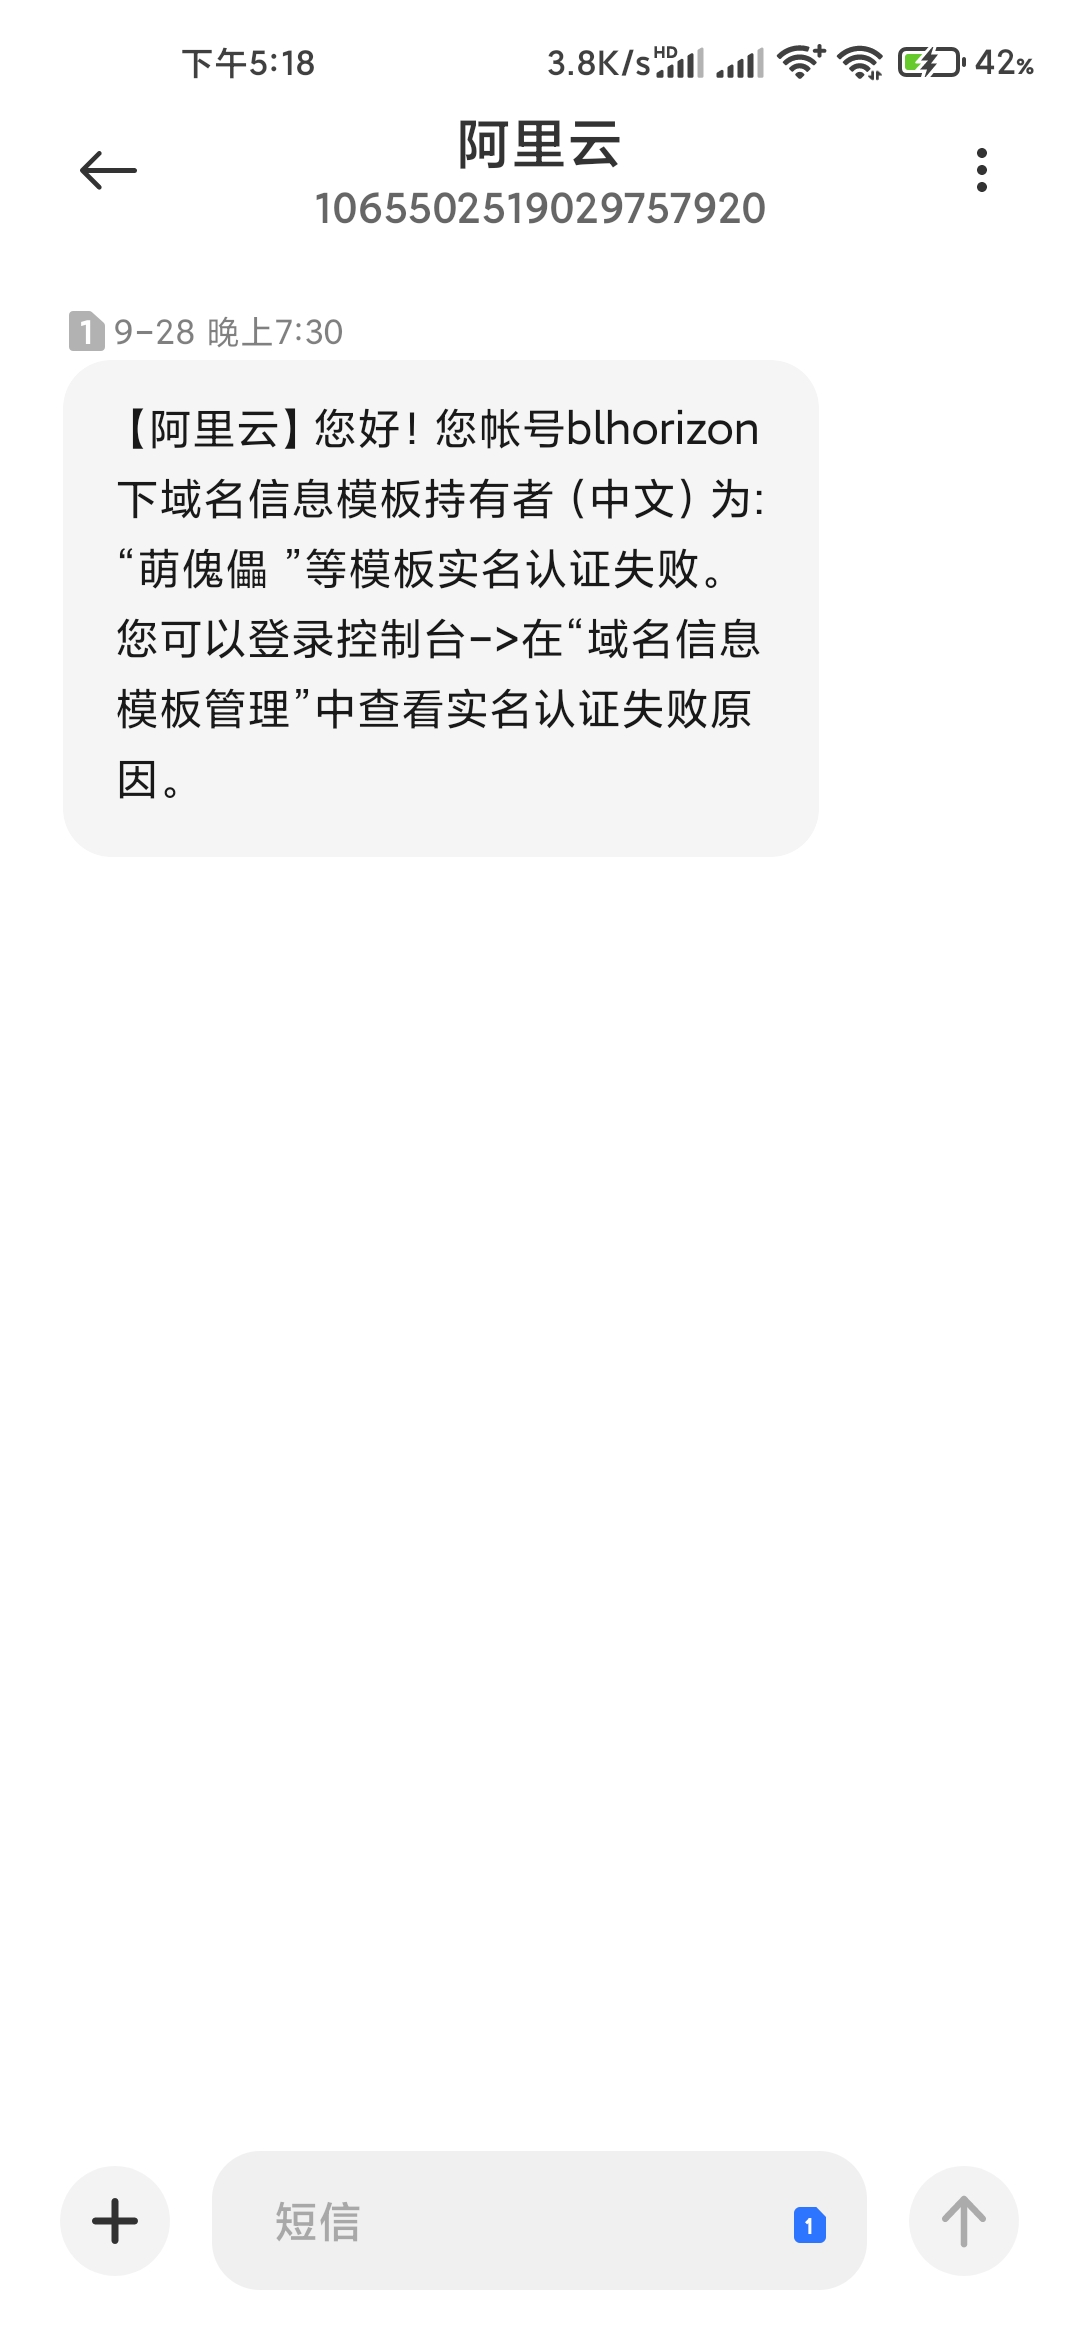 下午5:18
3.8K/s HD 42%
阿里云
1065502519029757920
1 9-28 晚上7:30
【阿里云】您好！您帐号blhorizon
下域名信息模板持有者（中文）为:
“萌傀儡 ”等模板实名认证失败。
您可以登录控制台->在“域名信息
模板管理”中查看实名认证失败原
因。
短信
1